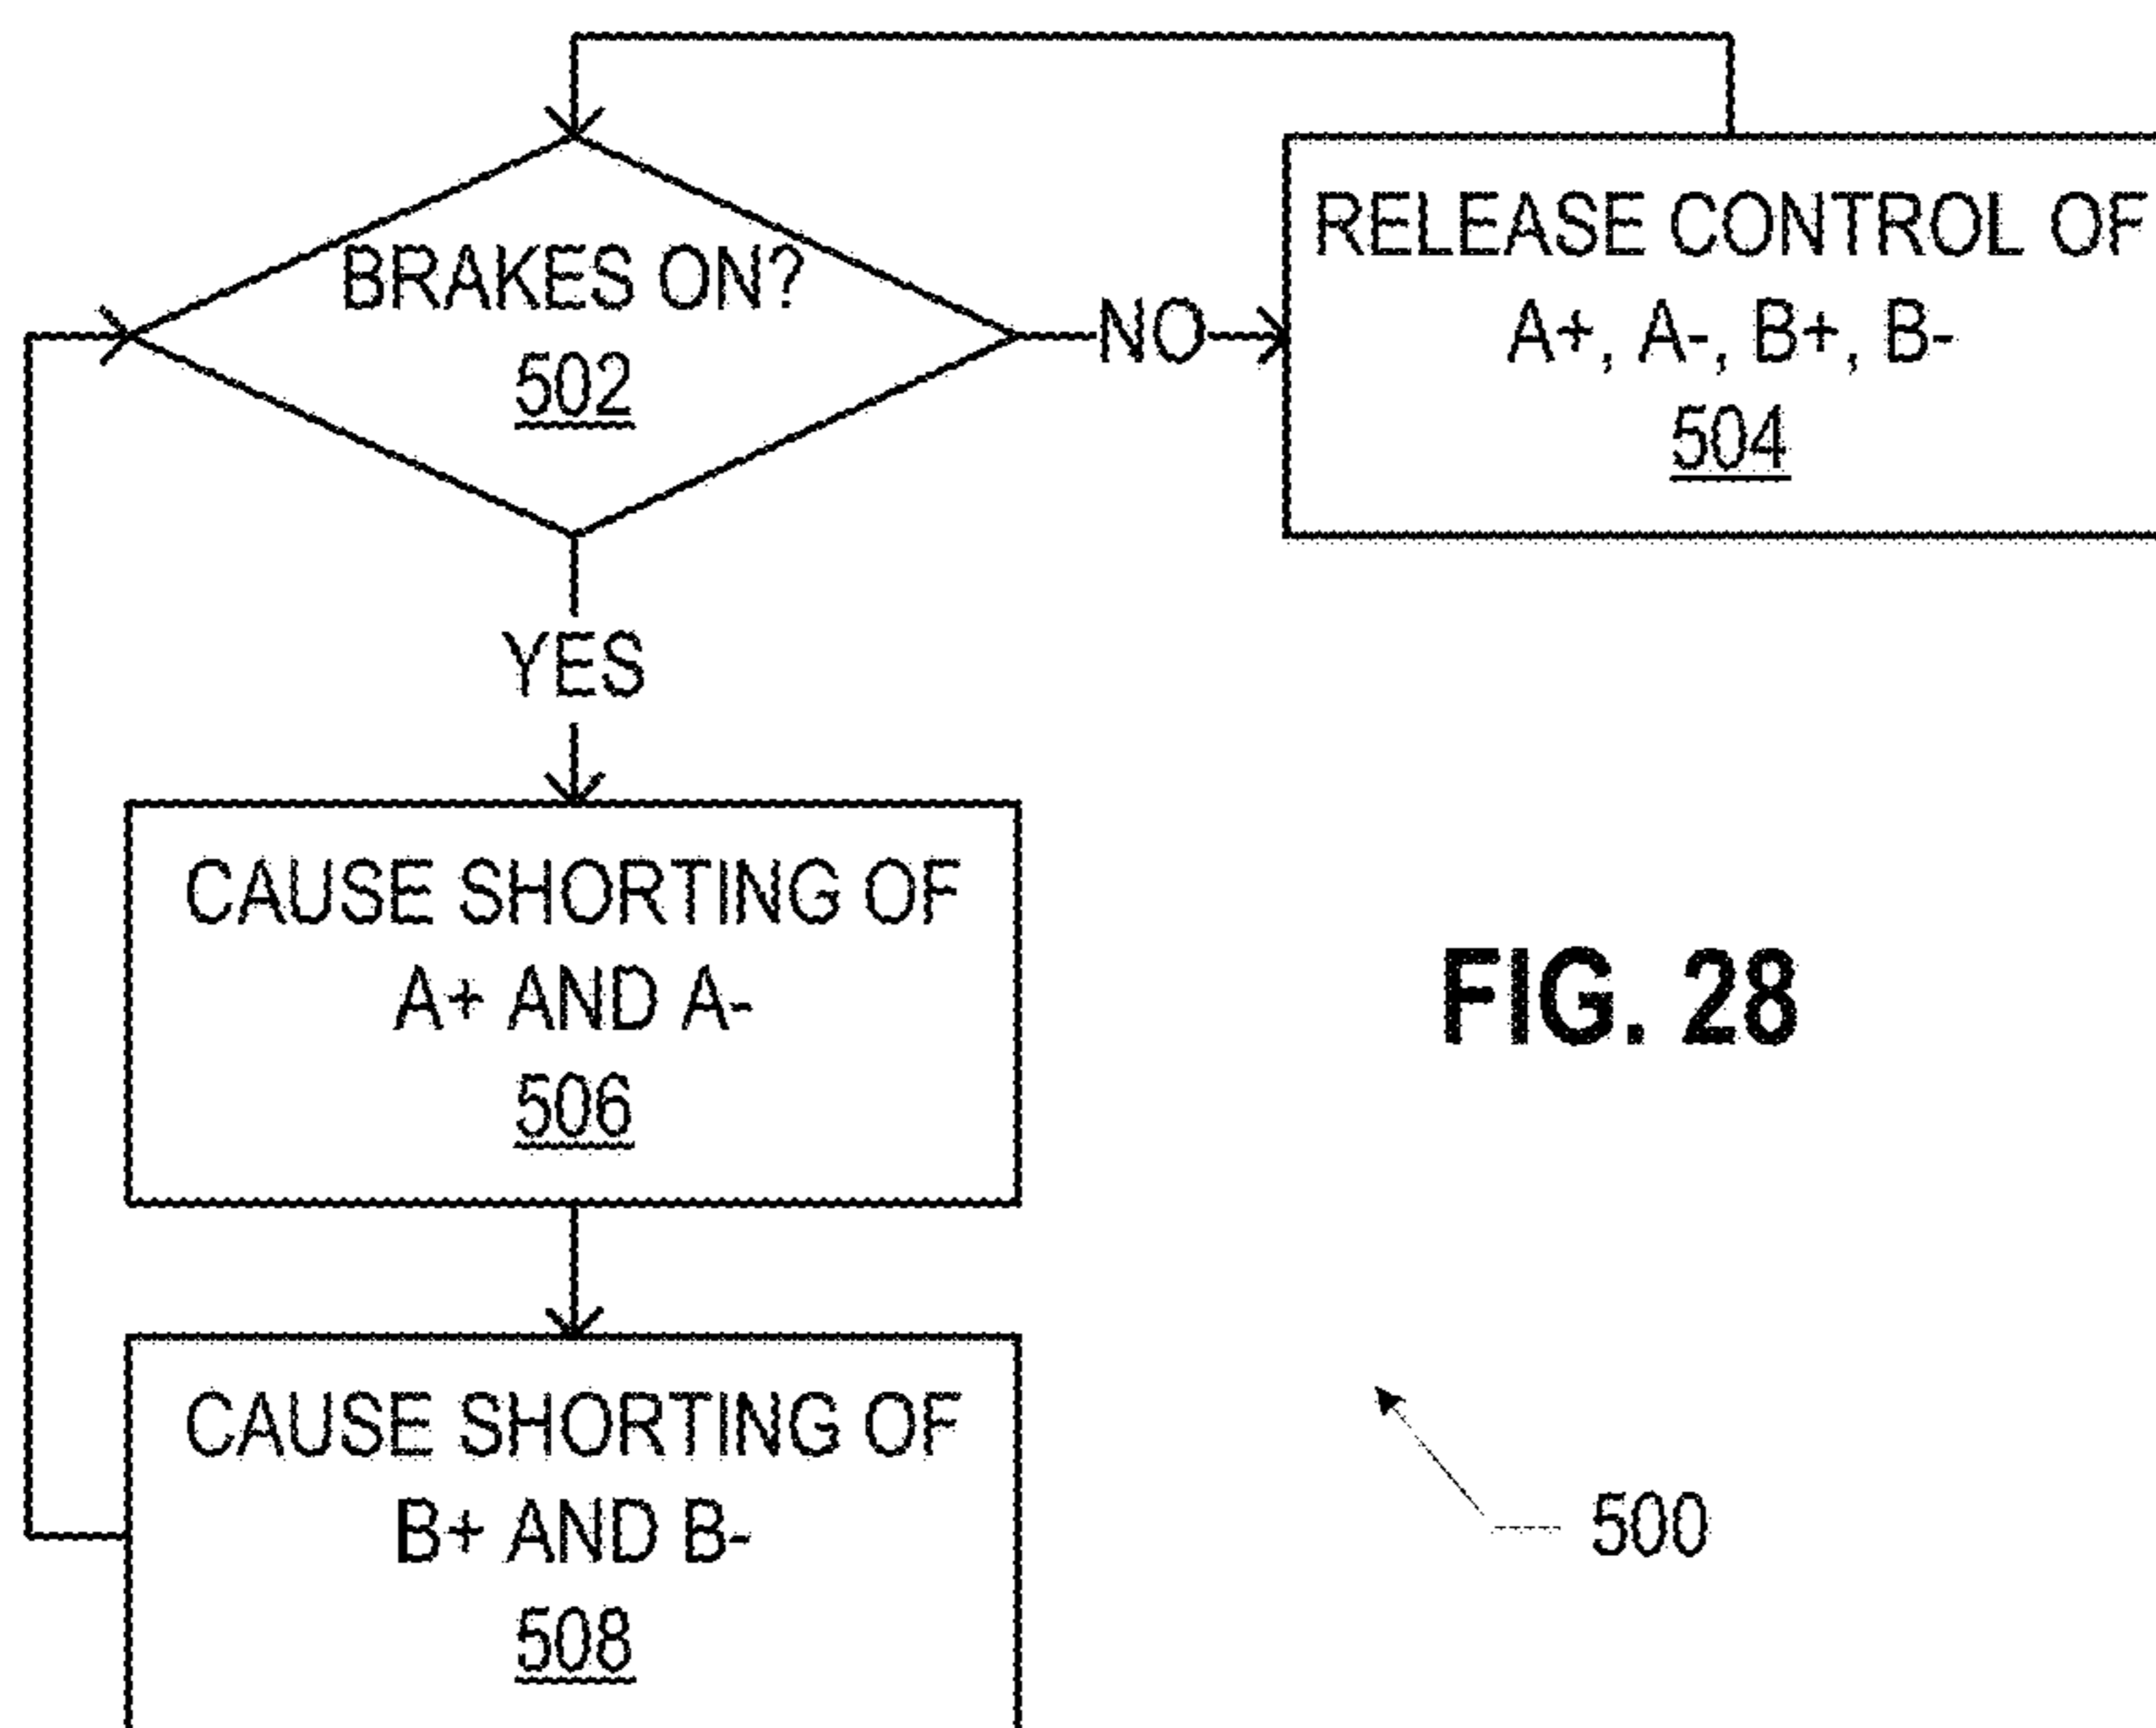 BRAKES ON?
502
NO
RELEASE CONTROL OF
A+, A-, B+, B-
504
YES
CAUSE SHORTING OF
A+ AND A-
506
FIG. 28
CAUSE SHORTING OF
B+ AND B-
508
500